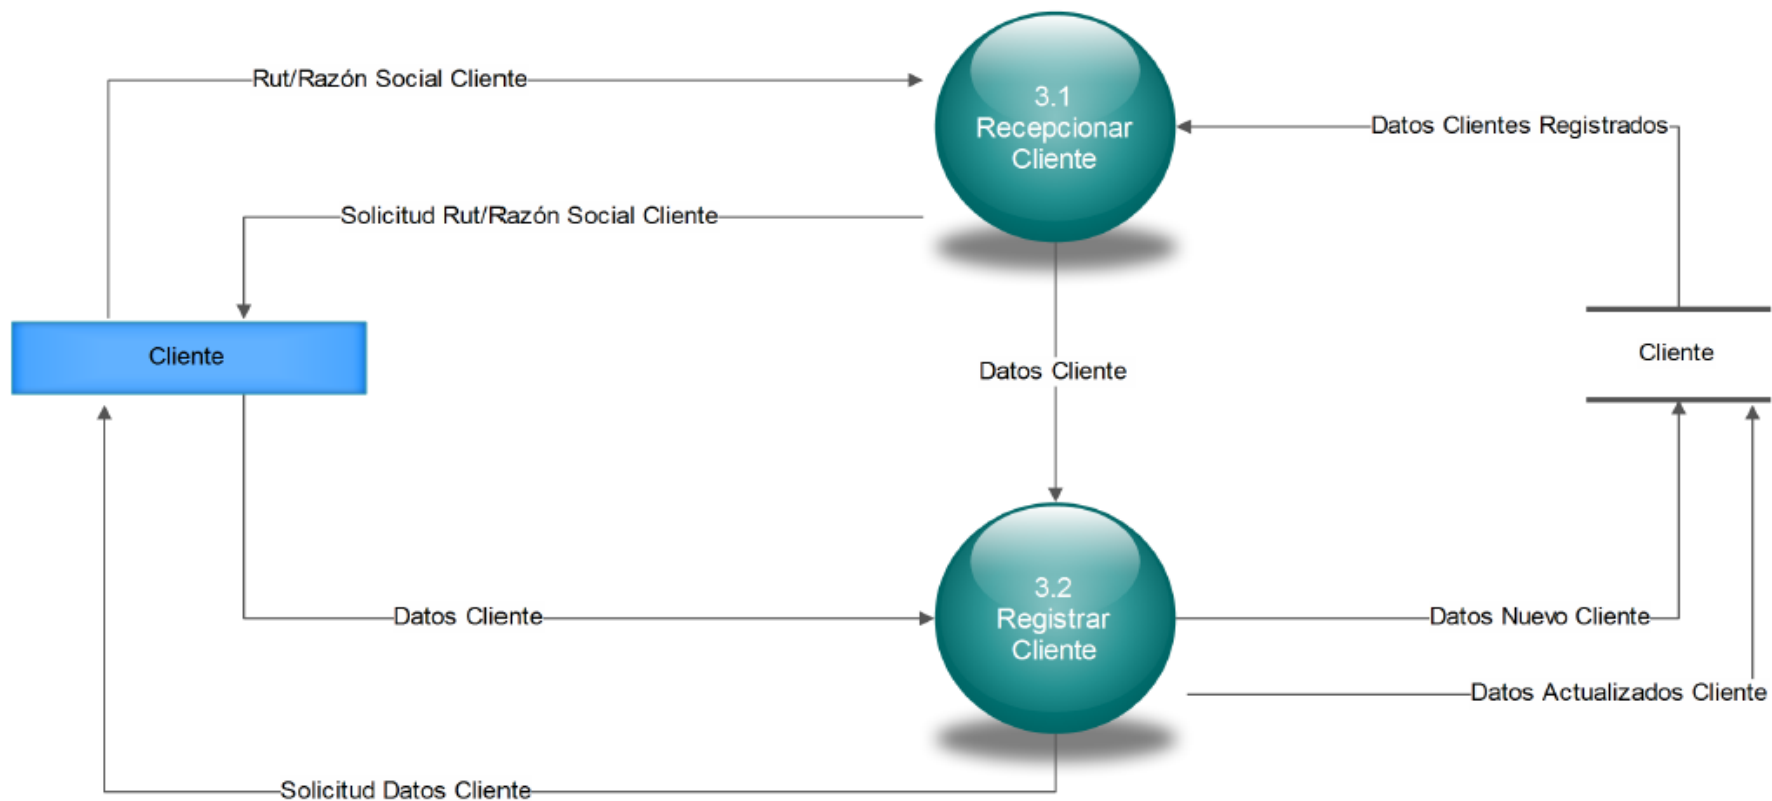 Rut/Razón Social Cliente
3.1
Recepcionar
Cliente
Datos Clientes Registrados
Solicitud Rut/Razón Social Cliente
Cliente
Cliente
Datos Cliente
3.2
Registrar
Cliente
Datos Cliente
Datos Nuevo Cliente
Datos Actualizados Cliente
Solicitud Datos Cliente